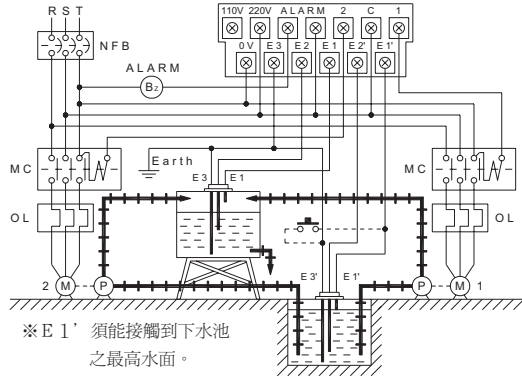 R S T
NFB
ALARM
Bz
110V 220V ALARM 2 C 1
0V E3 E2 E1 E2' E1'
MC
Earth
E3 E1
MC
OL
OL
2 M P
P M 1
E3' E1'
※E1' 須能接觸到下水池
之最高水面。